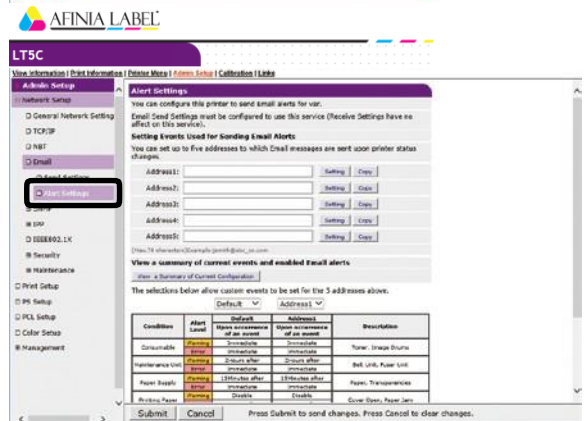 AFINIA LABEL
LT5C
View Information | Print Information | Printer Menu | Admin Setup | Calibration | Links
Admin Setup
Network Setup
General Network Setting
TCP/IP
NBT
Email
Send Settings
Alert Settings
SNMP
IPP
IEEE802.1X
Security
Maintenance
Print Setup
PS Setup
PCL Setup
Color Setup
Management
Alert Settings
You can configure this printer to send Email alerts for var.
Email Send Settings must be configured to use this service (Receive Settings have no
affect on this service).
Setting Events Used for Sending Email Alerts
You can set up to five addresses to which Email messages are sent upon printer status
changes.
Address1: Setting Copy
Address2: Setting Copy
Address3: Setting Copy
Address4: Setting Copy
Address5: Setting Copy
View a summary of current events and enabled Email alerts
View a Summary of Current Configuration
The selections below allow custom events to be set for the 5 addresses above.
Default Address1
Condition Alert Level Default Upon occurrence of an event Address1 Upon occurrence of an event Description
Consumable Warning Immediate Immediate Toner, Image Drums
Error Immediate Immediate
Maintenance Unit Warning 2hours after 2hours after Belt Unit, Fuser Unit
Error Immediate Immediate
Paper Supply Warning 15Minutes after 15Minutes after Paper, Transparencies
Error Immediate Immediate
Printing Paper Warning Disable Disable Cover Open, Paper Jam
Submit Cancel Press Submit to send changes. Press Cancel to clear changes.